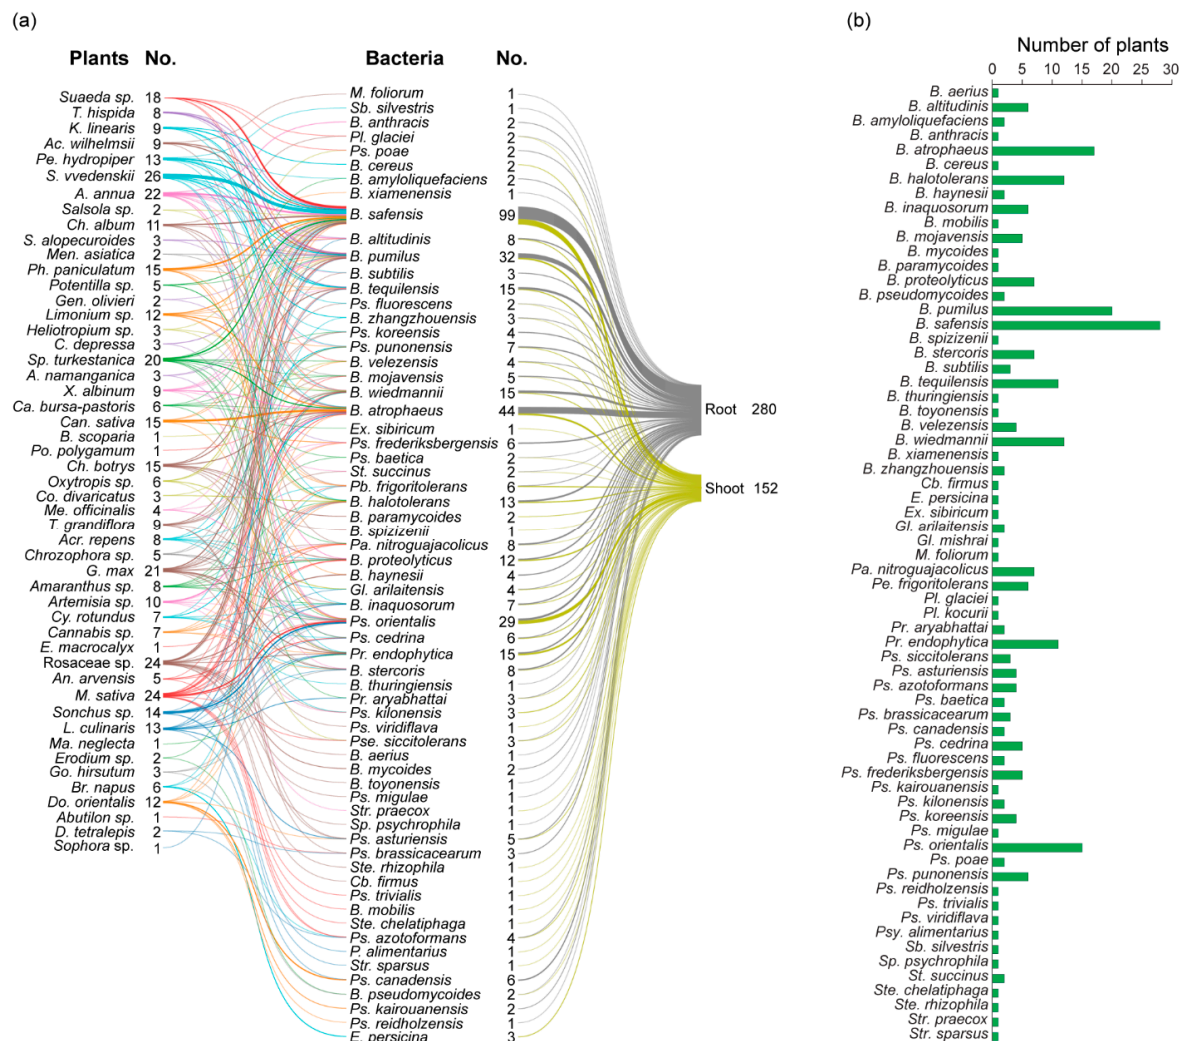 (a)
Plants No. Bacteria No.
Suaeda sp. 18
T. hispida 8
K. linearis 9
Ac. wilhelmsii 9
Pe. hydropiper 13
S. vvedenskii 26
A. annua 22
Salsola sp. 2
Ch. album 11
S. alopecuroides 3
Men. asiatica 2
Ph. paniculatum 15
Potentilla sp. 5
Gen. olivieri 2
Limonium sp. 12
Heliotropium sp. 3
C. depressa 3
Sp. turkestanica 20
A. namanganica 3
X. albinum 9
Ca. bursa-pastoris 6
Can. sativa 15
B. scoparia 1
Po. polygamum 1
Ch. botrys 15
Oxytropis sp. 6
Co. divaricatus 3
Me. officinalis 4
T. grandiflora 9
Acr. repens 8
Chrozophora sp. 5
G. max 21
Amaranthus sp. 8
Artemisia sp. 10
Cy. rotundus 7
Cannabis sp. 7
E. macrocalyx 1
Rosaceae sp. 24
An. arvensis 5
M. sativa 24
Sonchus sp. 14
L. culinaris 13
Ma. neglecta 1
Erodium sp. 2
Go. hirsutum 3
Br. napus 6
Do. orientalis 12
Abutilon sp. 1
D. tetralepis 2
Sophora sp. 1
M. foliorum 1
Sb. silvestris 1
B. anthracis 2
Pl. glaciei 2
Ps. poae 2
B. cereus 2
B. amyloliquefaciens 2
B. xiamenensis 1
B. safensis 99
B. altitudinis 8
B. pumilus 32
B. subtilis 3
B. tequilensis 15
Ps. fluorescens 2
B. zhangzhouensis 3
Ps. koreensis 4
Ps. punonensis 7
B. velezensis 4
B. mojavensis 5
B. wiedmannii 15
B. atrophaeus 44
Ex. sibiricum 1
Ps. frederiksbergensis 6
Ps. baetica 2
St. succinus 2
Pb. frigoritolerans 6
B. halotolerans 13
B. paramycoides 2
B. spizizenii 1
Pa. nitroguajacolicus 8
B. proteolyticus 12
B. haynesii 4
Gl. arilaitensis 4
B. inaquosorum 7
Ps. orientalis 29
Ps. cedrina 6
Pr. endophytica 15
B. stercoris 8
B. thuringiensis 1
Pr. aryabhattai 3
Ps. kilonensis 3
Ps. viridiflava 1
Pse. siccitolerans 3
B. aerius 1
B. mycoides 2
B. toyonensis 1
Ps. migulae 1
Str. praecox 1
Sp. psychrophila 1
Ps. asturiensis 5
Ps. brassicacearum 3
Ste. rhizophila 1
Cb. firmus 1
Ps. trivialis 1
B. mobilis 1
Ste. chelatiphaga 1
Ps. azotoformans 4
P. alimentarius 1
Str. sparsus 1
Ps. canadensis 6
B. pseudomycoides 2
Ps. kairouanensis 2
Ps. reidholzensis 1
E. persicina 3
Root 280
Shoot 152
(b)
Number of plants
0 5 10 15 20 25 30
B. aerius
B. altitudinis
B. amyloliquefaciens
B. anthracis
B. atrophaeus
B. cereus
B. halotolerans
B. haynesii
B. inaquosorum
B. mobilis
B. mojavensis
B. mycoides
B. paramycoides
B. proteolyticus
B. pseudomycoides
B. pumilus
B. safensis
B. spizizenii
B. stercoris
B. subtilis
B. tequilensis
B. thuringiensis
B. toyonensis
B. velezensis
B. wiedmannii
B. xiamenensis
B. zhangzhouensis
Cb. firmus
E. persicina
Ex. sibiricum
Gl. arilaitensis
Gl. mishrai
M. foliorum
Pa. nitroguajacolicus
Pe. frigoritolerans
Pl. glaciei
Pl. kocurii
Pr. aryabhattai
Pr. endophytica
Ps. siccitolerans
Ps. asturiensis
Ps. azotoformans
Ps. baetica
Ps. brassicacearum
Ps. canadensis
Ps. cedrina
Ps. fluorescens
Ps. frederiksbergensis
Ps. kairouanensis
Ps. kilonensis
Ps. koreensis
Ps. migulae
Ps. orientalis
Ps. poae
Ps. punonensis
Ps. reidholzensis
Ps. trivialis
Ps. viridiflava
Psy. alimentarius
Sb. silvestris
Sp. psychrophila
St. succinus
Ste. chelatiphaga
Ste. rhizophila
Str. praecox
Str. sparsus